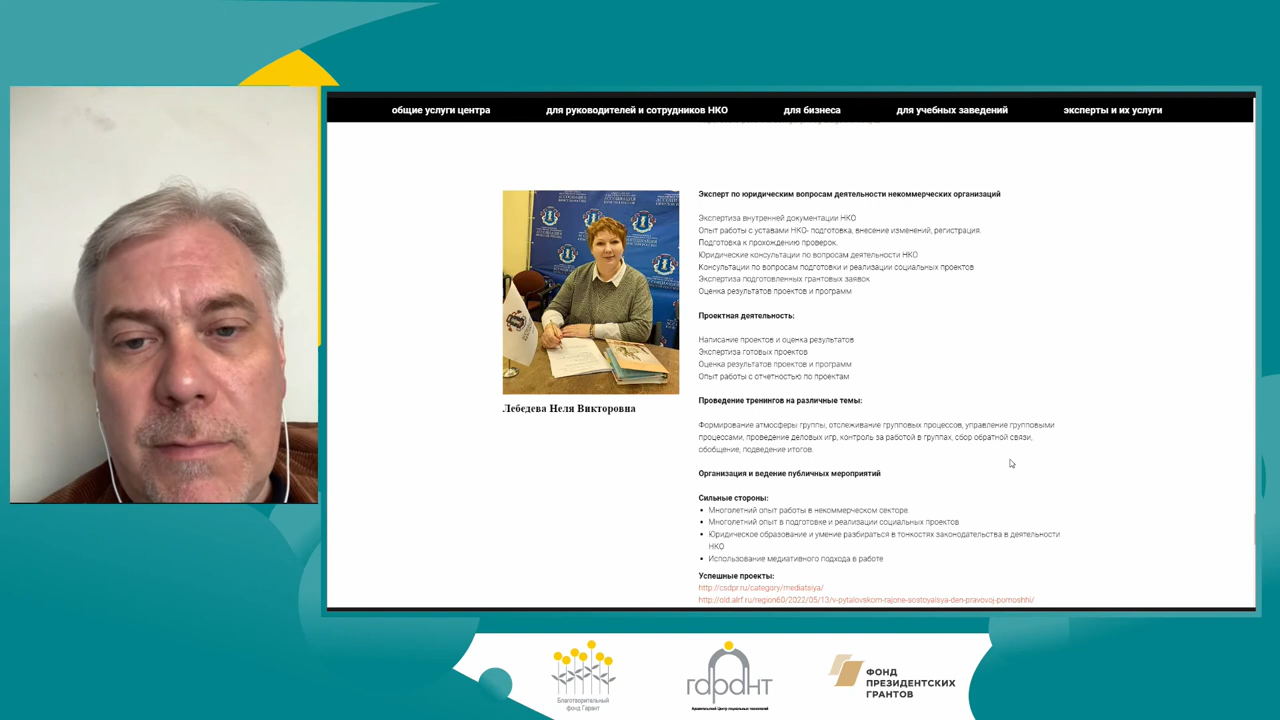 общие услуги центра
для руководителей и сотрудников НКО
для бизнеса
для учебных заведений
эксперты и их услуги
Эксперт по юридическим вопросам деятельности некоммерческих организаций
Экспертиза внутренней документации НКО
Опыт работы с уставами НКО- подготовка, внесение изменений, регистрация.
Подготовка к прохождению проверок.
Юридические консультации по вопросам деятельности НКО
Консультации по вопросам подготовки и реализации социальных проектов
Экспертиза подготовленных грантовых заявок
Оценка результатов проектов и программ
Проектная деятельность:
Написание проектов и оценка результатов
Экспертиза готовых проектов
Оценка результатов проектов и программ
Опыт работы с отчетностью по проектам
Лебедева Неля Викторовна
Проведение тренингов на различные темы:
Формирование атмосферы группы, отслеживание групповых процессов, управление групповыми
процессами, проведение деловых игр, контроль за работой в группах, сбор обратной связи,
обобщение, подведение итогов.
Организация и ведение публичных мероприятий
Сильные стороны:
Многолетний опыт работы в некоммерческом секторе.
Многолетний опыт в подготовке и реализации социальных проектов
Юридическое образование и умение разбираться в тонкостях законодательства в деятельности
НКО
Использование медиативного подхода в работе
Успешные проекты:
http://csdpr.ru/category/mediatsiya/
http://old.alrf.ru/region60/2022/05/13/v-pytalovskom-rajone-sostoyalsya-den-pravovoj-pomoshhi/
Благотворительный
фонд Гарант
гарант
Архангельский Центр социальных технологий
ФОНД
ПРЕЗИДЕНТСКИХ
ГРАНТОВ